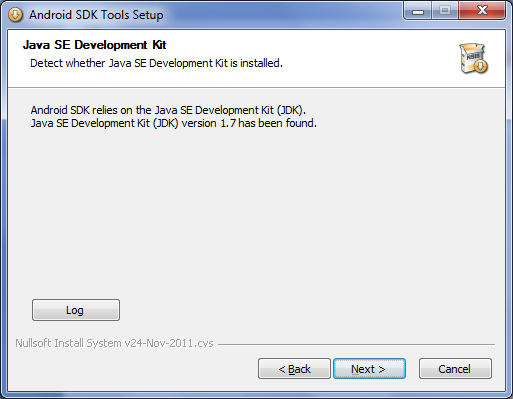 Android SDK Tools Setup
Java SE Development Kit
Detect whether Java SE Development Kit is installed.
NSIS
Android SDK relies on the Java SE Development Kit (JDK).
Java SE Development Kit (JDK) version 1.7 has been found.
Log
Nullsoft Install System v24-Nov-2011.cvs
< Back
Next >
Cancel